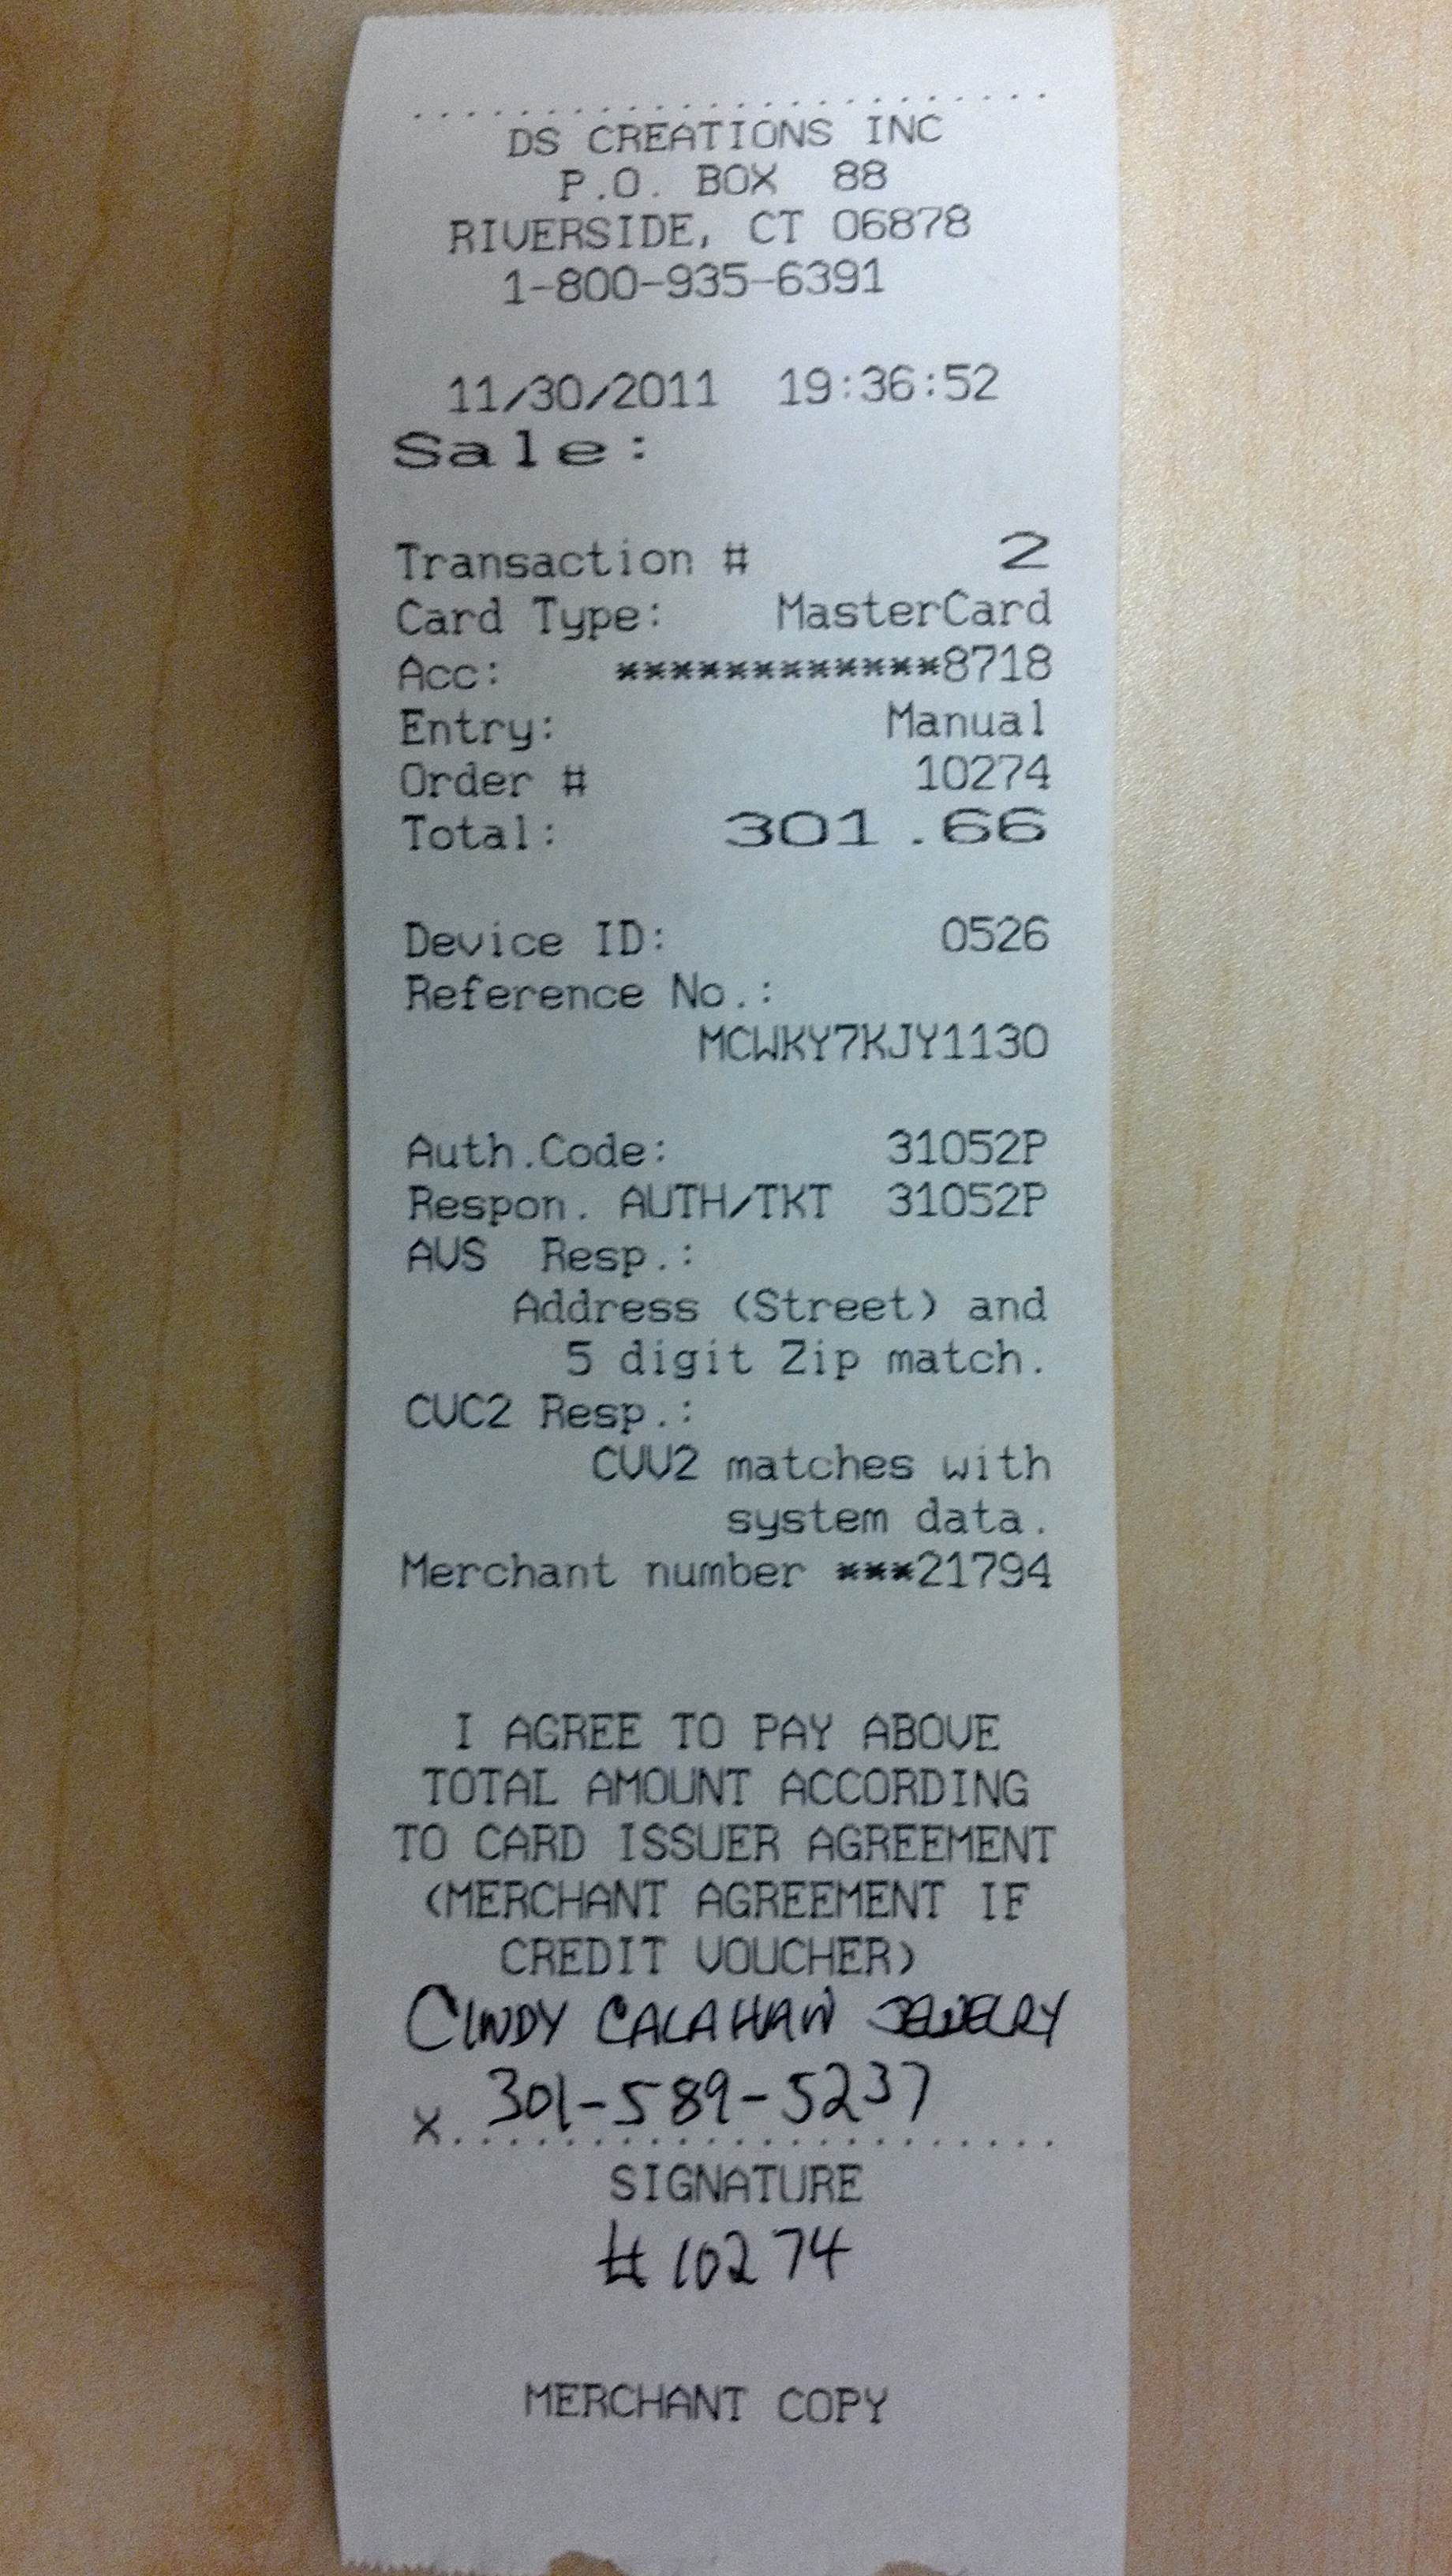 DS CREATIONS INC
P.O. BOX 88
RIVERSIDE, CT 06878
1-800-935-6391
11/30/2011 19:36:52
Sale:
Transaction # 2
Card Type: MasterCard
Acc: ************8718
Entry: Manual
Order # 10274
Total: 301.66
Device ID: 0526
Reference No.:
MCWKY7KJY1130
Auth.Code: 31052P
Respon. AUTH/TKT 31052P
AVS Resp.:
Address (Street) and
5 digit Zip match.
CVC2 Resp.:
CVV2 matches with
system data.
Merchant number ***21794
I AGREE TO PAY ABOVE
TOTAL AMOUNT ACCORDING
TO CARD ISSUER AGREEMENT
(MERCHANT AGREEMENT IF
CREDIT VOUCHER)
CINDY CALAHAN JEWELRY
301-589-5237
x........................
SIGNATURE
#10274
MERCHANT COPY